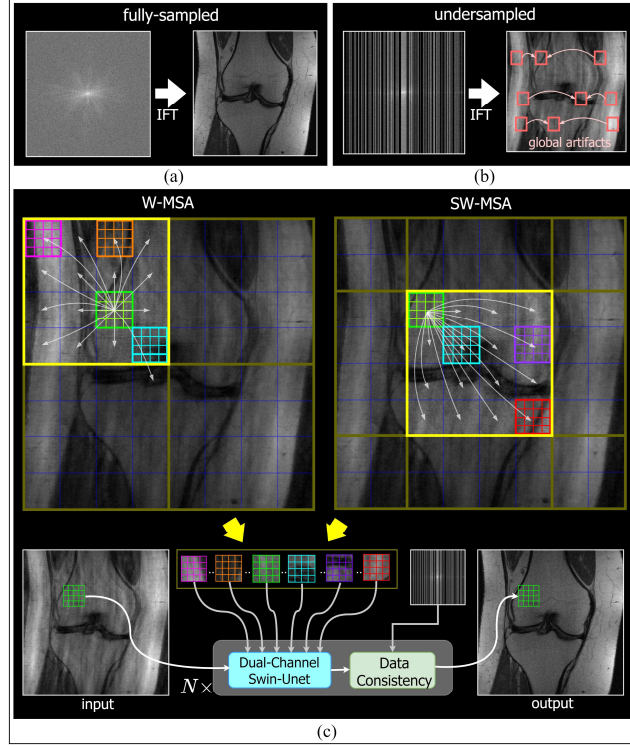 fully-sampled
IFT
(a)
undersampled
IFT
global artifacts
(b)
W-MSA
SW-MSA
.. .. .. .. ..
input
N×
Dual-Channel
Swin-Unet
Data
Consistency
output
(c)